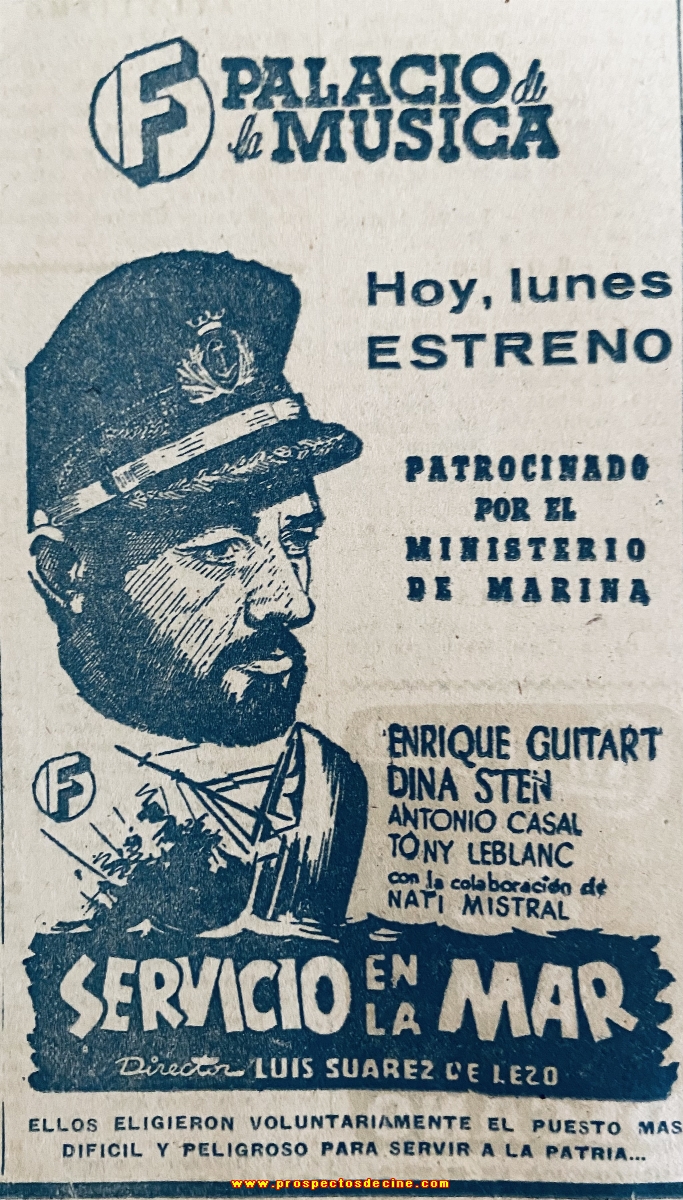 F PALACIO de
la MUSICA
Hoy, lunes
ESTRENO
PATROCINADO
POR EL
MINISTERIO
DE MARINA
ENRIQUE GUITART
DINA STEN
ANTONIO CASAL
TONY LEBLANC
con la colaboración de
NATI MISTRAL
F
SERVICIO EN LA MAR
Director LUIS SUAREZ DE LEZO
ELLOS ELIGIERON VOLUNTARIAMENTE EL PUESTO MAS
DIFICIL Y PELIGROSO PARA SERVIR A LA PATRIA...
www.prospectosdecine.com